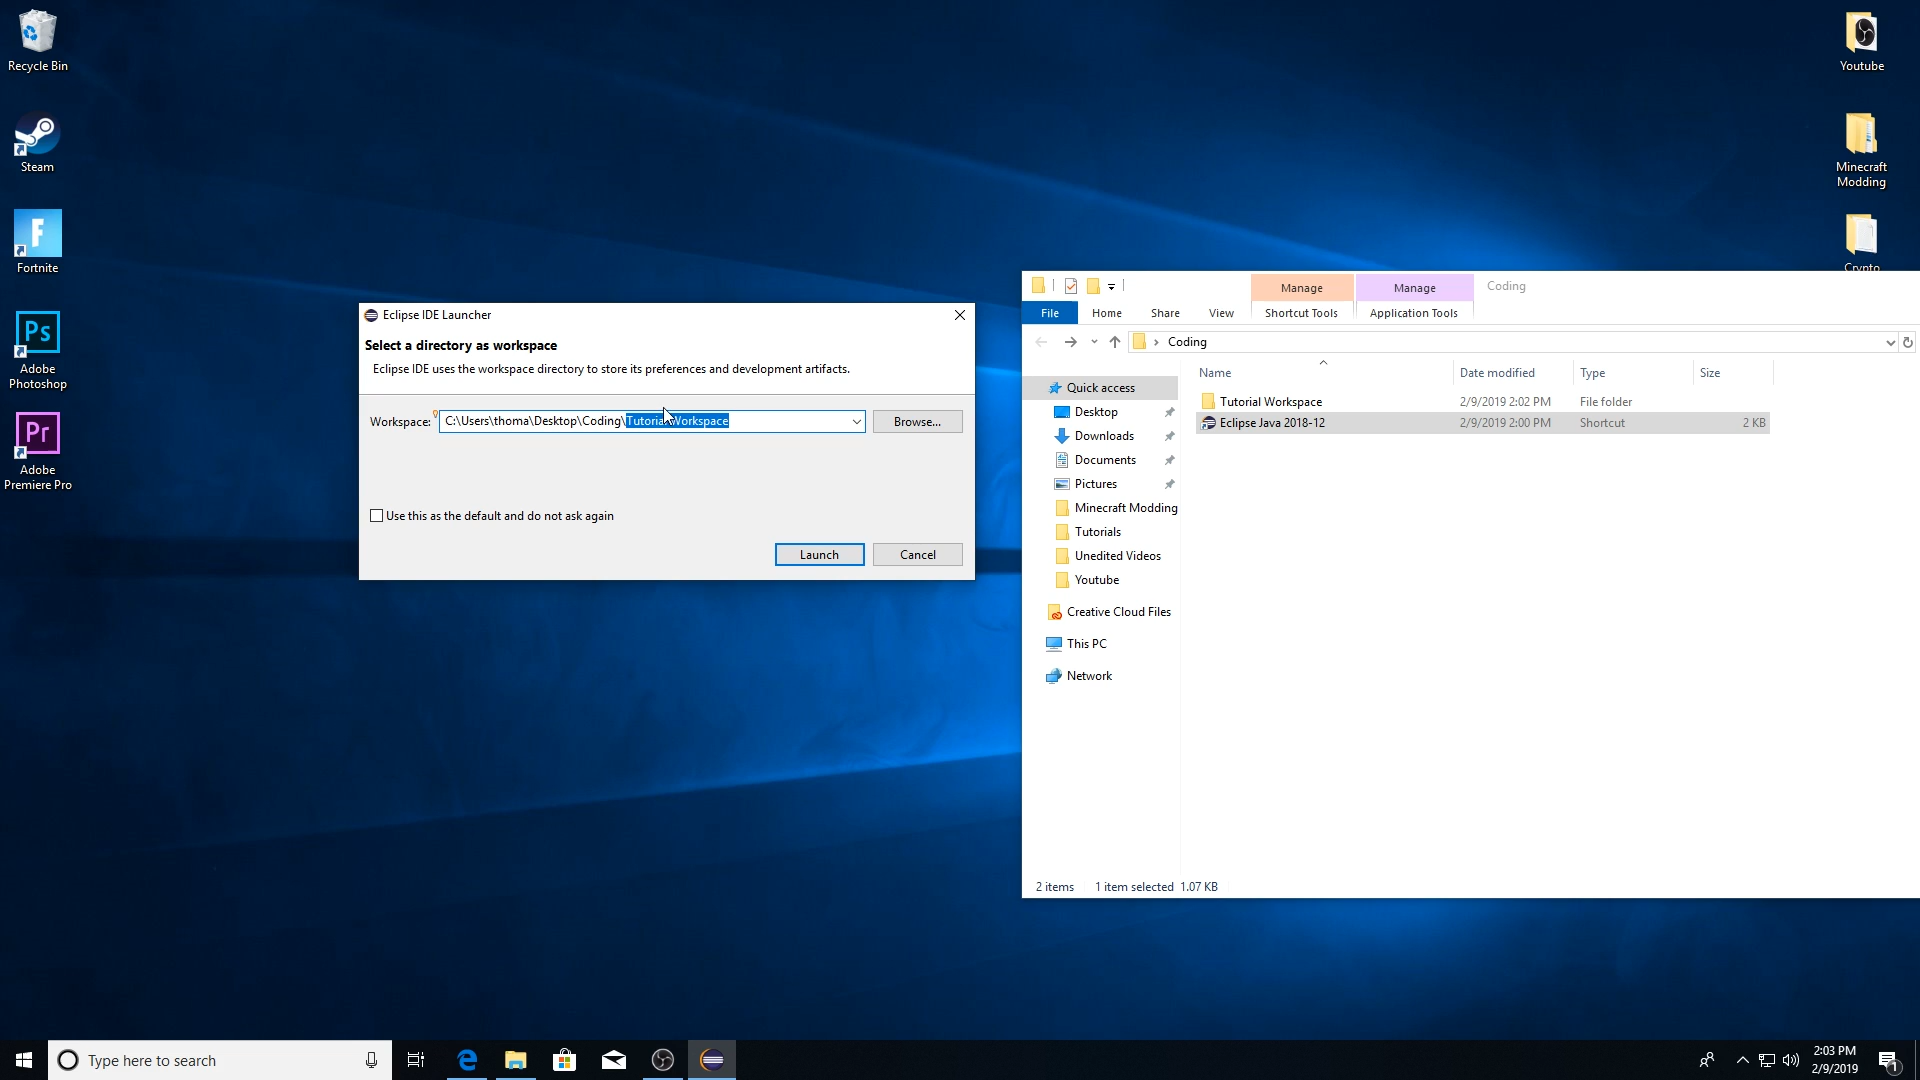 Recycle Bin
Steam
Fortnite
Ps
Adobe
Photoshop
Pr
Adobe
Premiere Pro
Youtube
Minecraft
Modding
Crypto
Eclipse IDE Launcher
Select a directory as workspace
Eclipse IDE uses the workspace directory to store its preferences and development artifacts.
Workspace: C:\Users\thoma\Desktop\Coding\Tutorial Workspace Browse...
Use this as the default and do not ask again
Launch Cancel
Manage Manage Coding
File Home Share View Shortcut Tools Application Tools
Coding
Name Date modified Type Size
Quick access
Desktop
Downloads
Documents
Pictures
Minecraft Modding
Tutorials
Unedited Videos
Youtube
Creative Cloud Files
This PC
Network
Tutorial Workspace 2/9/2019 2:02 PM File folder
Eclipse Java 2018-12 2/9/2019 2:00 PM Shortcut 2 KB
2 items 1 item selected 1.07 KB
Type here to search
2:03 PM
2/9/2019
1